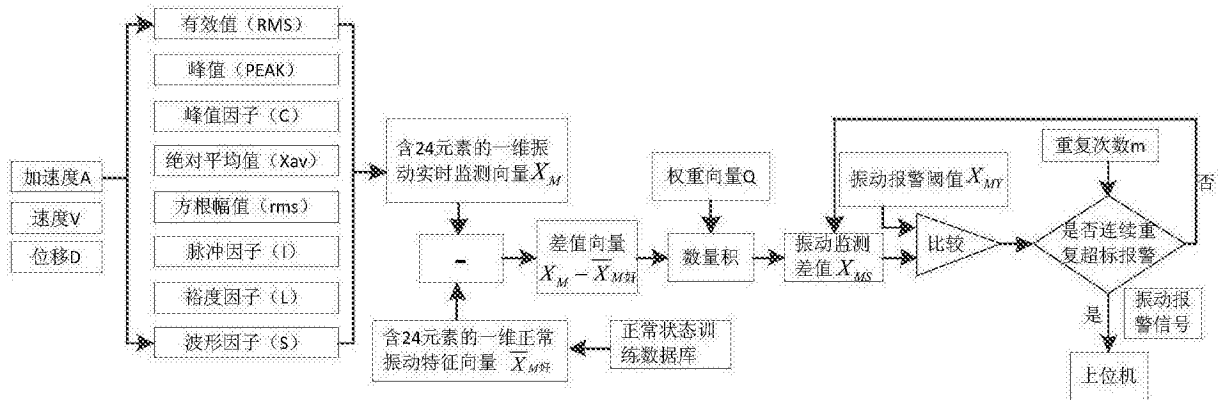 加速度A
速度V
位移D
有效值（RMS）
峰值（PEAK）
峰值因子（C）
绝对平均值（Xav）
方根幅值（rms）
脉冲因子（I）
裕度因子（L）
波形因子（S）
含24元素的一维振
动实时监测向量X_M
-
含24元素的一维正常
振动特征向量 X̅_M好
正常状态训
练数据库
差值向量
X_M − X̅_M好
权重向量Q
数量积
振动报警阈值 X_MY
振动监测
差值 X_MS
比较
重复次数m
是否连续重
复超标报警
否
是
振动报
警信号
上位机